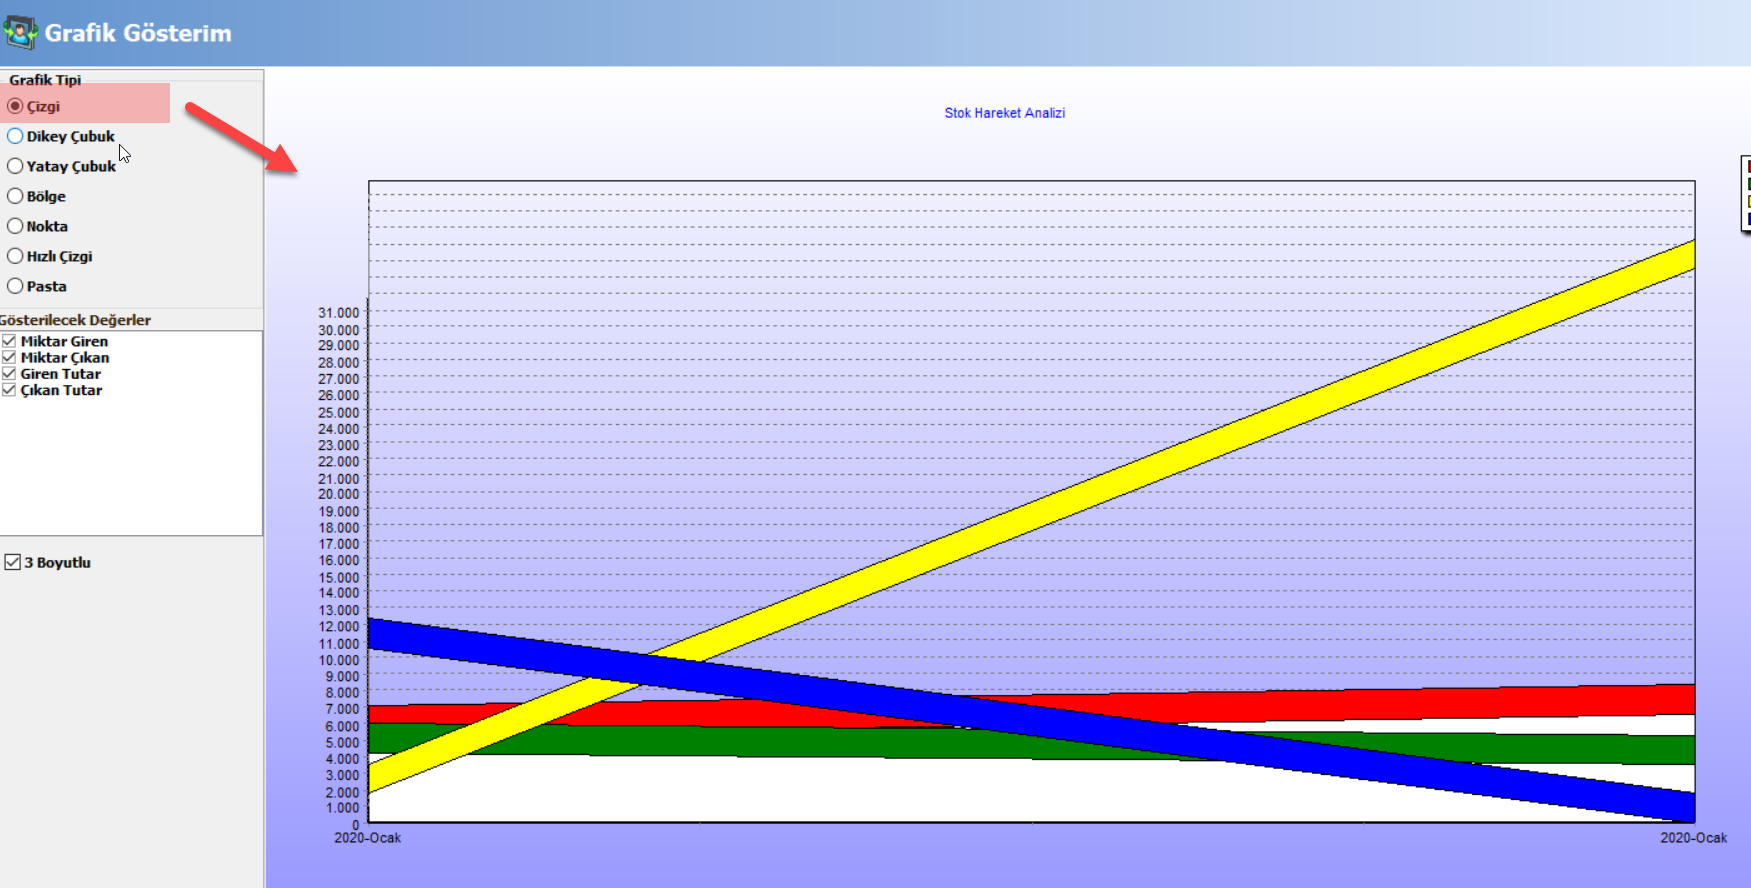 Grafik Gösterim
Grafik Tipi
Çizgi
Dikey Çubuk
Yatay Çubuk
Bölge
Nokta
Hızlı Çizgi
Pasta
Gösterilecek Değerler
Miktar Giren
Miktar Çıkan
Giren Tutar
Çıkan Tutar
3 Boyutlu
Stok Hareket Analizi
31.000
30.000
29.000
28.000
27.000
26.000
25.000
24.000
23.000
22.000
21.000
20.000
19.000
18.000
17.000
16.000
15.000
14.000
13.000
12.000
11.000
10.000
9.000
8.000
7.000
6.000
5.000
4.000
3.000
2.000
1.000
0
2020-Ocak
2020-Ocak